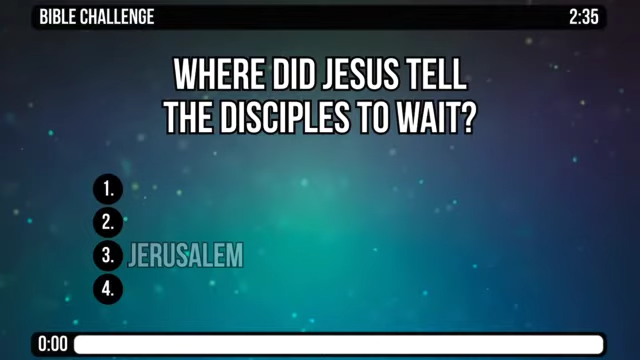 BIBLE CHALLENGE
2:35
WHERE DID JESUS TELL
THE DISCIPLES TO WAIT?
1.
2.
3. JERUSALEM
4.
0:00